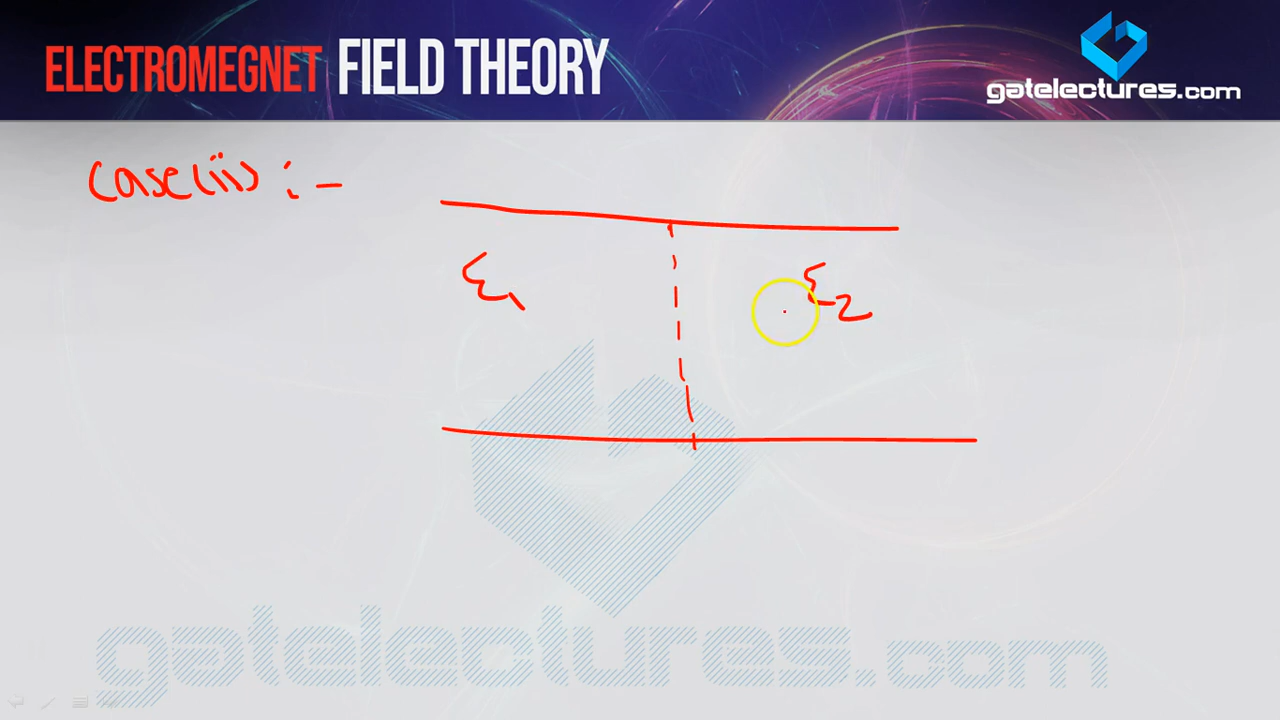 ELECTROMEGNET FIELD THEORY
gatelectures.com
Case(ii) :-
ε1
ε2
gatelectures.com